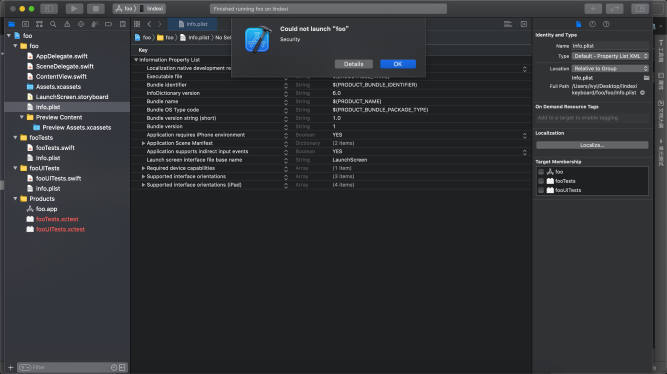 foo
lindexi
Finished running foo on lindexi
Info.plist
Could not launch "foo"
Security
Details
OK
foo
foo
AppDelegate.swift
SceneDelegate.swift
ContentView.swift
Assets.xcassets
LaunchScreen.storyboard
Info.plist
Preview Content
Preview Assets.xcassets
fooTests
fooTests.swift
Info.plist
fooUITests
fooUITests.swift
Info.plist
Products
foo.app
fooTests.xctest
fooUITests.xctest
Filter
foo
foo
Info.plist
No Sel
Key
Information Property List
Localization native development re
Executable file String
Bundle identifier String $(PRODUCT_BUNDLE_IDENTIFIER)
InfoDictionary version String 6.0
Bundle name String $(PRODUCT_NAME)
Bundle OS Type code String $(PRODUCT_BUNDLE_PACKAGE_TYPE)
Bundle version string (short) String 1.0
Bundle version String 1
Application requires iPhone environment Boolean YES
Application Scene Manifest Dictionary (2 items)
Application supports indirect input events Boolean YES
Launch screen interface file base name String LaunchScreen
Required device capabilities Array (1 item)
Supported interface orientations Array (3 items)
Supported interface orientations (iPad) Array (4 items)
Identity and Type
Name Info.plist
Type Default - Property List XML
Location Relative to Group
Info.plist
Full Path /Users/lvyi/Desktop/lindexi/
keyboard/foo/foo/Info.plist
On Demand Resource Tags
Add to a target to enable tagging
Localization
Localize...
Target Membership
foo
fooTests
fooUITests